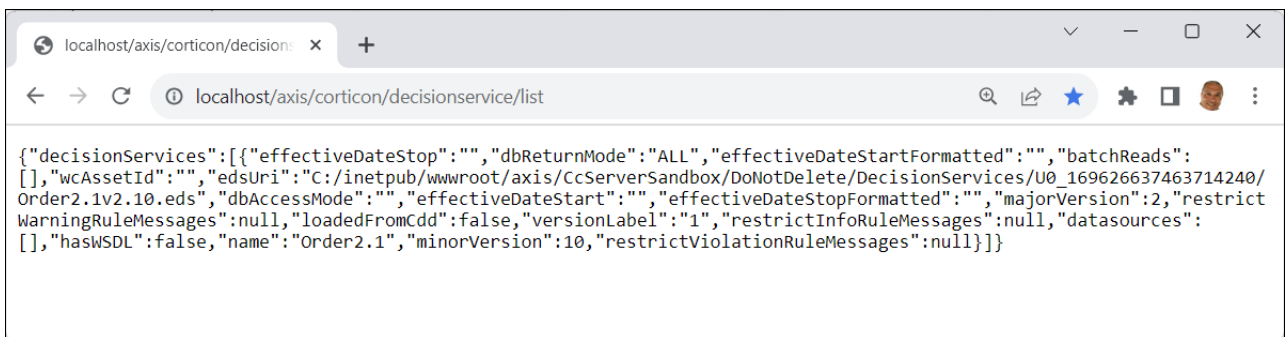 localhost/axis/corticon/decisions
localhost/axis/corticon/decisionservice/list
{"decisionServices":[{"effectiveDateStop":"","dbReturnMode":"ALL","effectiveDateStartFormatted":"","batchReads":
[],"wcAssetId":"","edsUri":"C:/inetpub/wwwroot/axis/CcServerSandbox/DoNotDelete/DecisionServices/U0_169626637463714240/
Order2.1v2.10.eds","dbAccessMode":"","effectiveDateStart":"","effectiveDateStopFormatted":"","majorVersion":2,"restrict
WarningRuleMessages":null,"loadedFromCdd":false,"versionLabel":"1","restrictInfoRuleMessages":null,"datasources":
[],"hasWSDL":false,"name":"Order2.1","minorVersion":10,"restrictViolationRuleMessages":null}]}